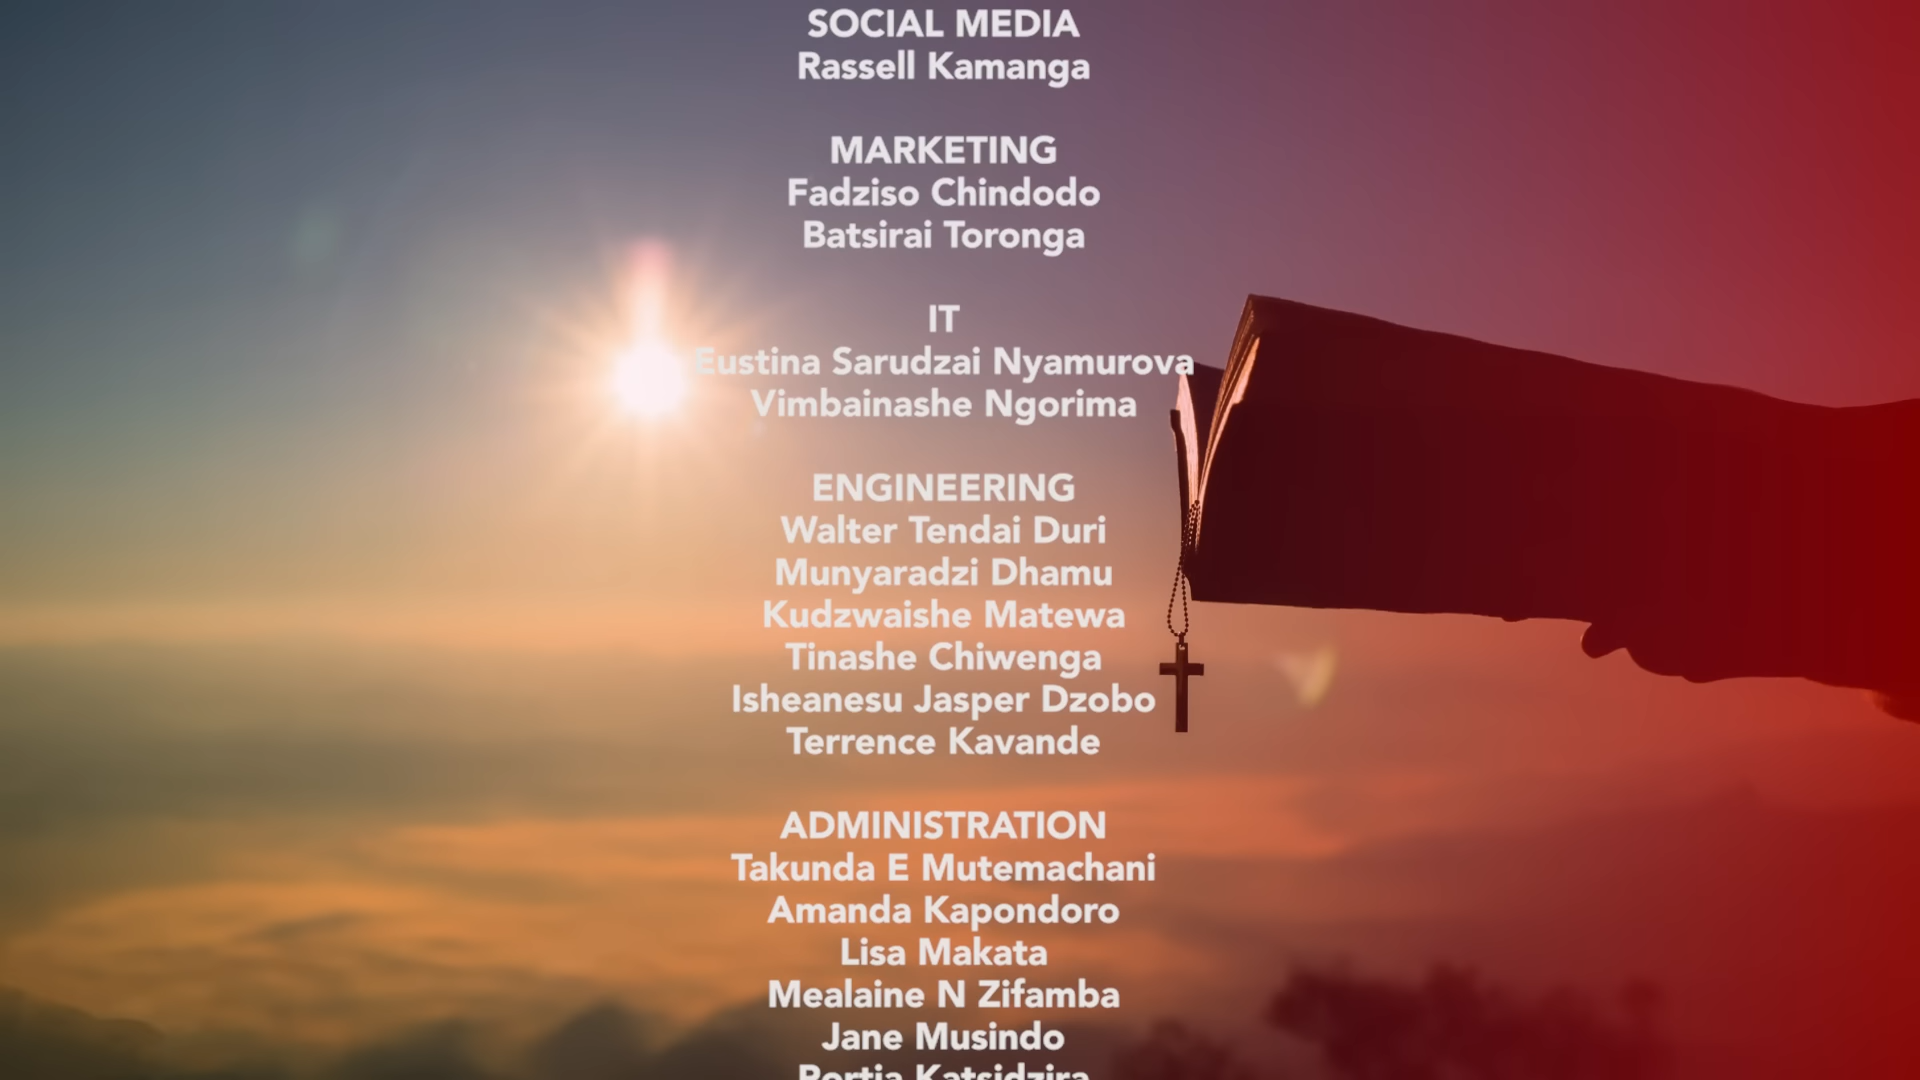 SOCIAL MEDIA
Rassell Kamanga
MARKETING
Fadziso Chindodo
Batsirai Toronga
IT
Eustina Sarudzai Nyamurova
Vimbainashe Ngorima
ENGINEERING
Walter Tendai Duri
Munyaradzi Dhamu
Kudzwaishe Matewa
Tinashe Chiwenga
Isheanesu Jasper Dzobo
Terrence Kavande
ADMINISTRATION
Takunda E Mutemachani
Amanda Kapondoro
Lisa Makata
Mealaine N Zifamba
Jane Musindo
Portia Katsidzira